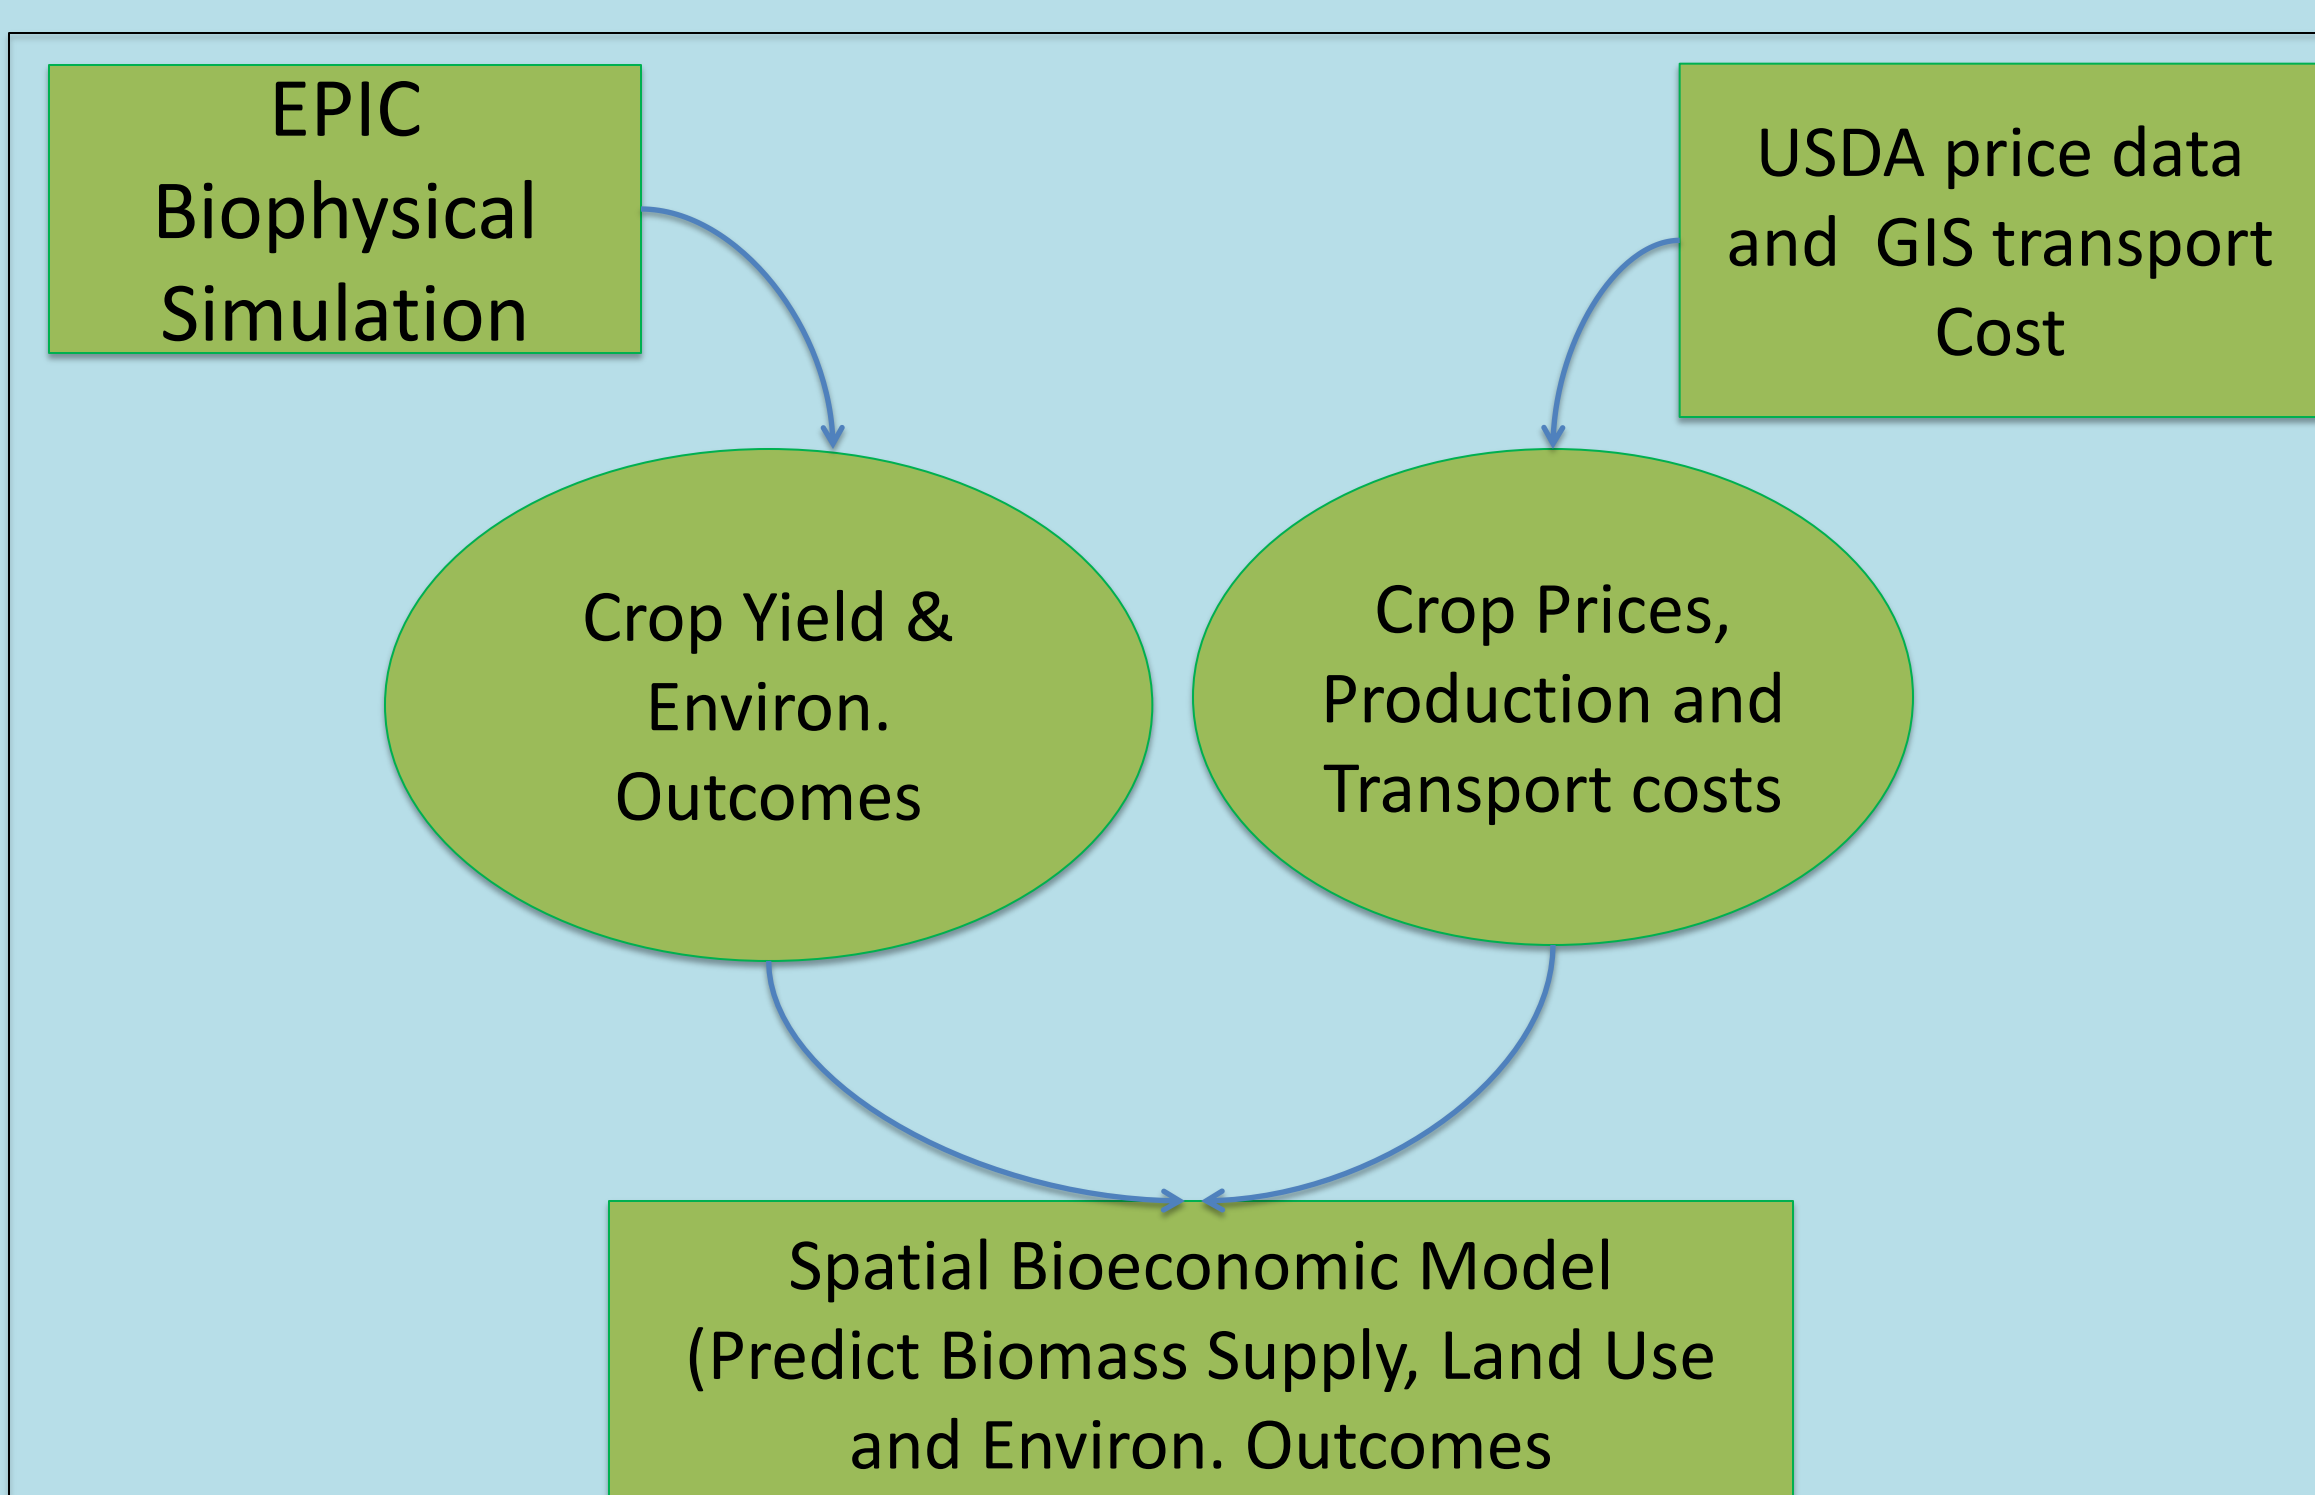 EPIC
Biophysical
Simulation
USDA price data
and  GIS transport
Cost
Crop Yield &
Environ.
Outcomes
Crop Prices,
Production and
Transport costs
Spatial Bioeconomic Model
(Predict Biomass Supply, Land Use
and Environ. Outcomes